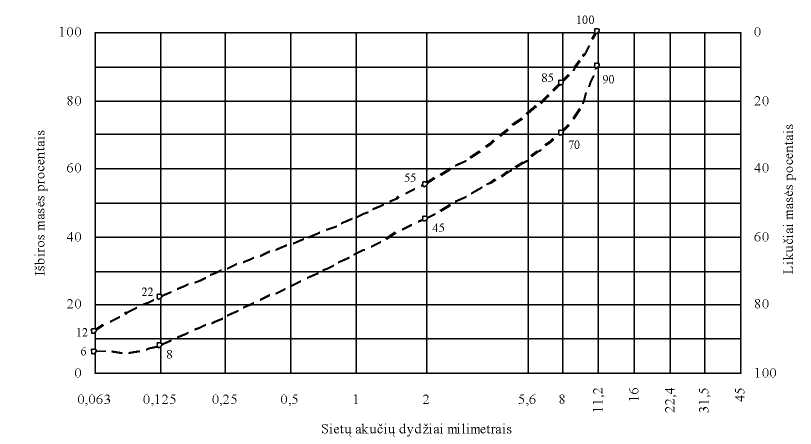 100
100 0
85
90
80 20
70
60 55 40
45
40 60
22
20 80
12
6 8
0 100
0,063 0,125 0,25 0,5 1 2 5,6 8 11,2 16 22,4 31,5 45
Sietų akučių dydžiai milimetrais
Išbiros masės procentais
Likučiai masės pocentais